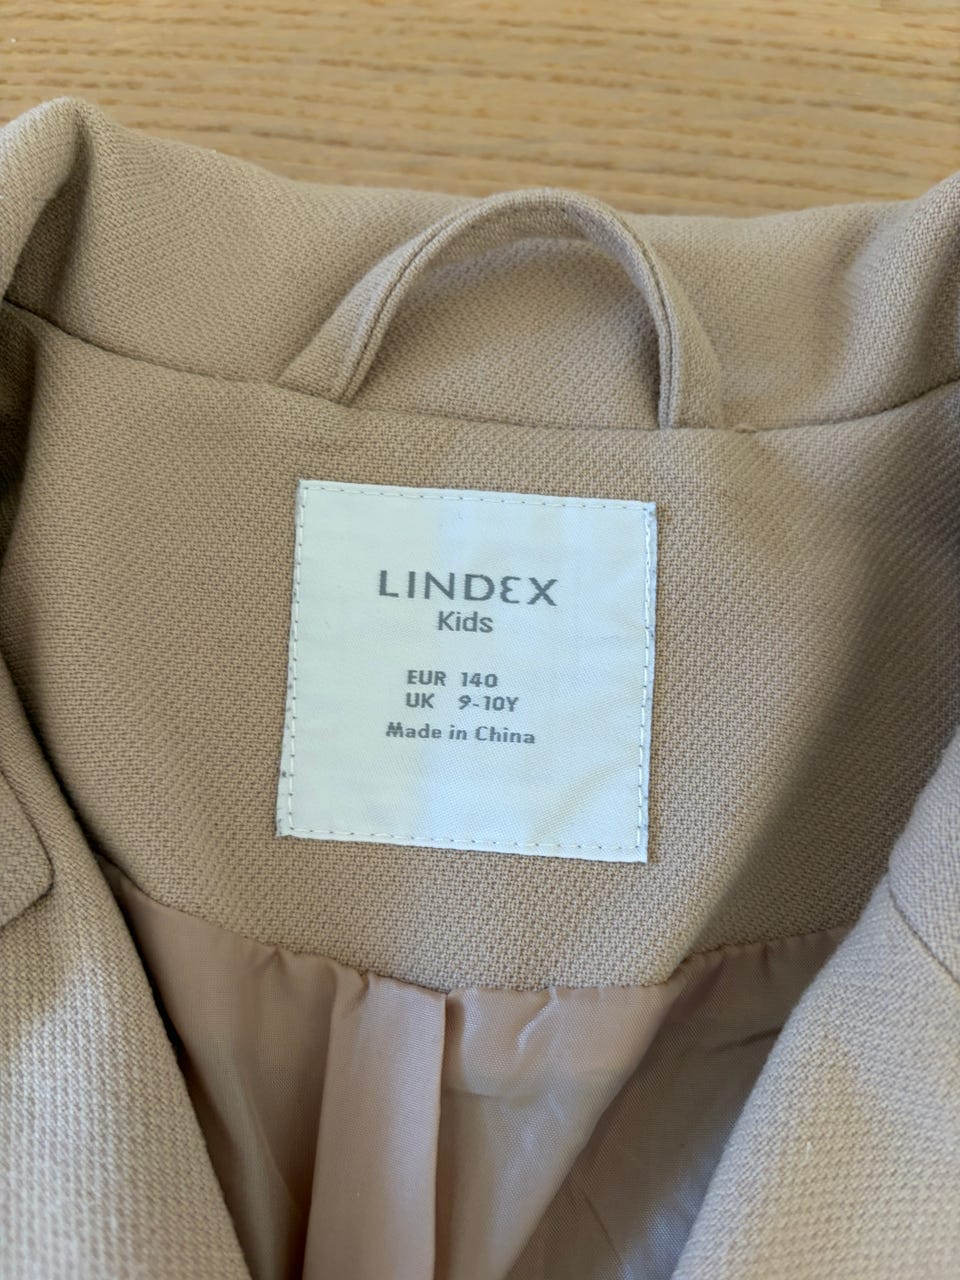 LINDEX
Kids
EUR 140
UK 9-10Y
Made in China